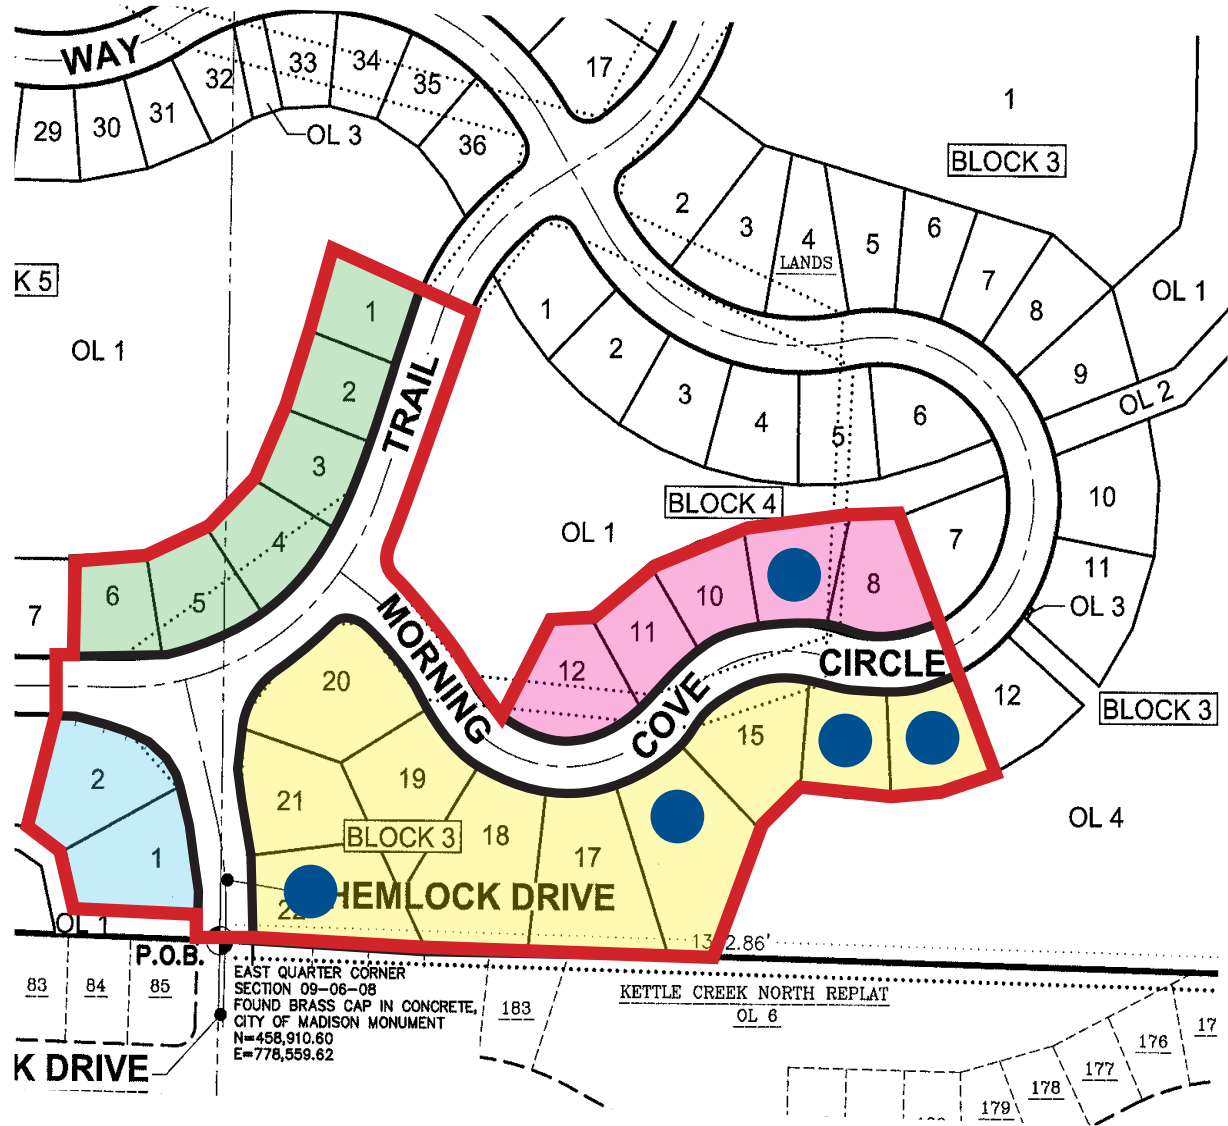 WAY
29
30
31
32
33
34
35
36
OL 3
17
1
BLOCK 3
2
3
4
LANDS
5
6
7
8
9
OL 1
OL 2
10
11
OL 3
12
BLOCK 3
OL 4
K 5
OL 1
1
2
3
4
5
6
7
TRAIL
1
2
3
4
5
6
7
BLOCK 4
OL 1
8
10
11
12
MORNING
COVE
CIRCLE
20
19
21
15
BLOCK 3
18
17
22
HEMLOCK DRIVE
2
1
OL 1
P.O.B.
2.86'
EAST QUARTER CORNER
SECTION 09-06-08
FOUND BRASS CAP IN CONCRETE,
CITY OF MADISON MONUMENT
N=458,910.60
E=778,559.62
83
84
85
K DRIVE
183
KETTLE CREEK NORTH REPLAT
OL 6
179
178
177
176
17